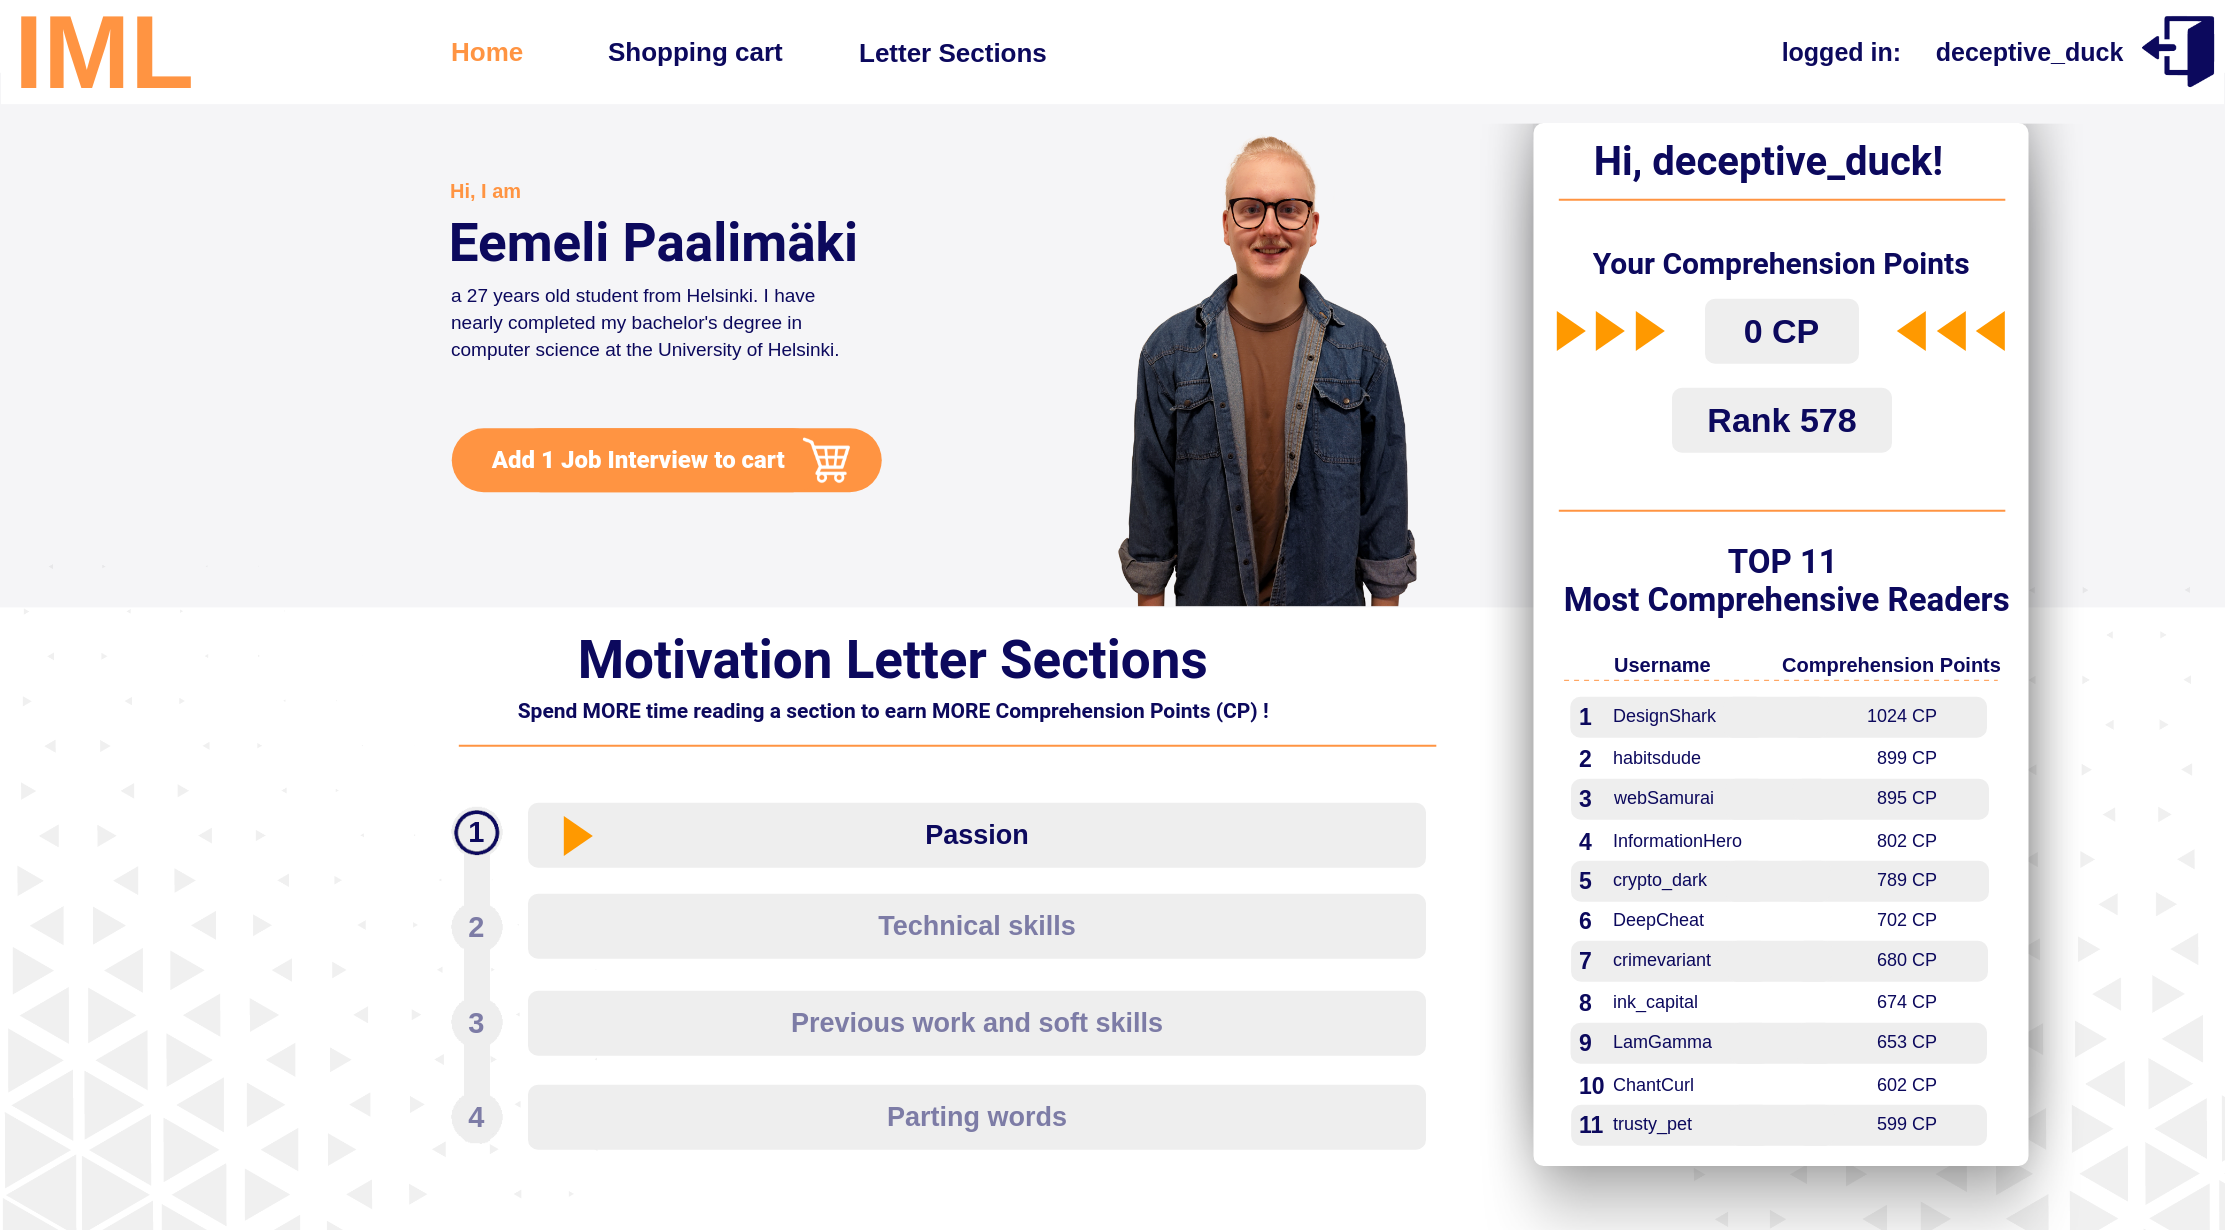 IML
Home
Shopping cart
Letter Sections
logged in: deceptive_duck
Hi, I am
Eemeli Paalimäki
a 27 years old student from Helsinki. I have
nearly completed my bachelor's degree in
computer science at the University of Helsinki.
Add 1 Job Interview to cart
Motivation Letter Sections
Spend MORE time reading a section to earn MORE Comprehension Points (CP) !
1 Passion
2 Technical skills
3 Previous work and soft skills
4 Parting words
Hi, deceptive_duck!
Your Comprehension Points
0 CP
Rank 578
TOP 11
Most Comprehensive Readers
Username Comprehension Points
1 DesignShark 1024 CP
2 habitsdude 899 CP
3 webSamurai 895 CP
4 InformationHero 802 CP
5 crypto_dark 789 CP
6 DeepCheat 702 CP
7 crimevariant 680 CP
8 ink_capital 674 CP
9 LamGamma 653 CP
10 ChantCurl 602 CP
11 trusty_pet 599 CP